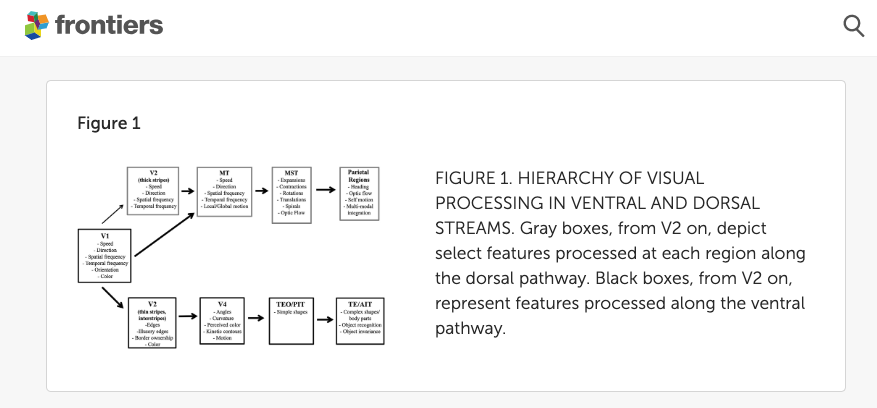 frontiers
Figure 1
V2
(thick stripes)
- Speed
- Direction
- Spatial frequency
- Temporal frequency
MT
- Speed
- Direction
- Spatial frequency
- Temporal frequency
- Local/Global motion
MST
- Expansions
- Contractions
- Rotations
- Translations
- Spirals
- Optic Flow
Parietal
Regions
- Heading
- Optic flow
- Self motion
- Multi-modal
integration
V1
- Speed
- Direction
- Spatial frequency
- Temporal frequency
- Orientation
- Color
V2
(thin stripes,
interstripes)
-Edges
-Illusory edges
- Border ownership
- Color
V4
- Angles
- Curvature
- Perceived color
- Kinetic contours
- Motion
TEO/PIT
- Simple shapes
TE/AIT
- Complex shapes/
body parts
- Object recognition
- Object invariance
FIGURE 1. HIERARCHY OF VISUAL
PROCESSING IN VENTRAL AND DORSAL
STREAMS. Gray boxes, from V2 on, depict
select features processed at each region along
the dorsal pathway. Black boxes, from V2 on,
represent features processed along the ventral
pathway.